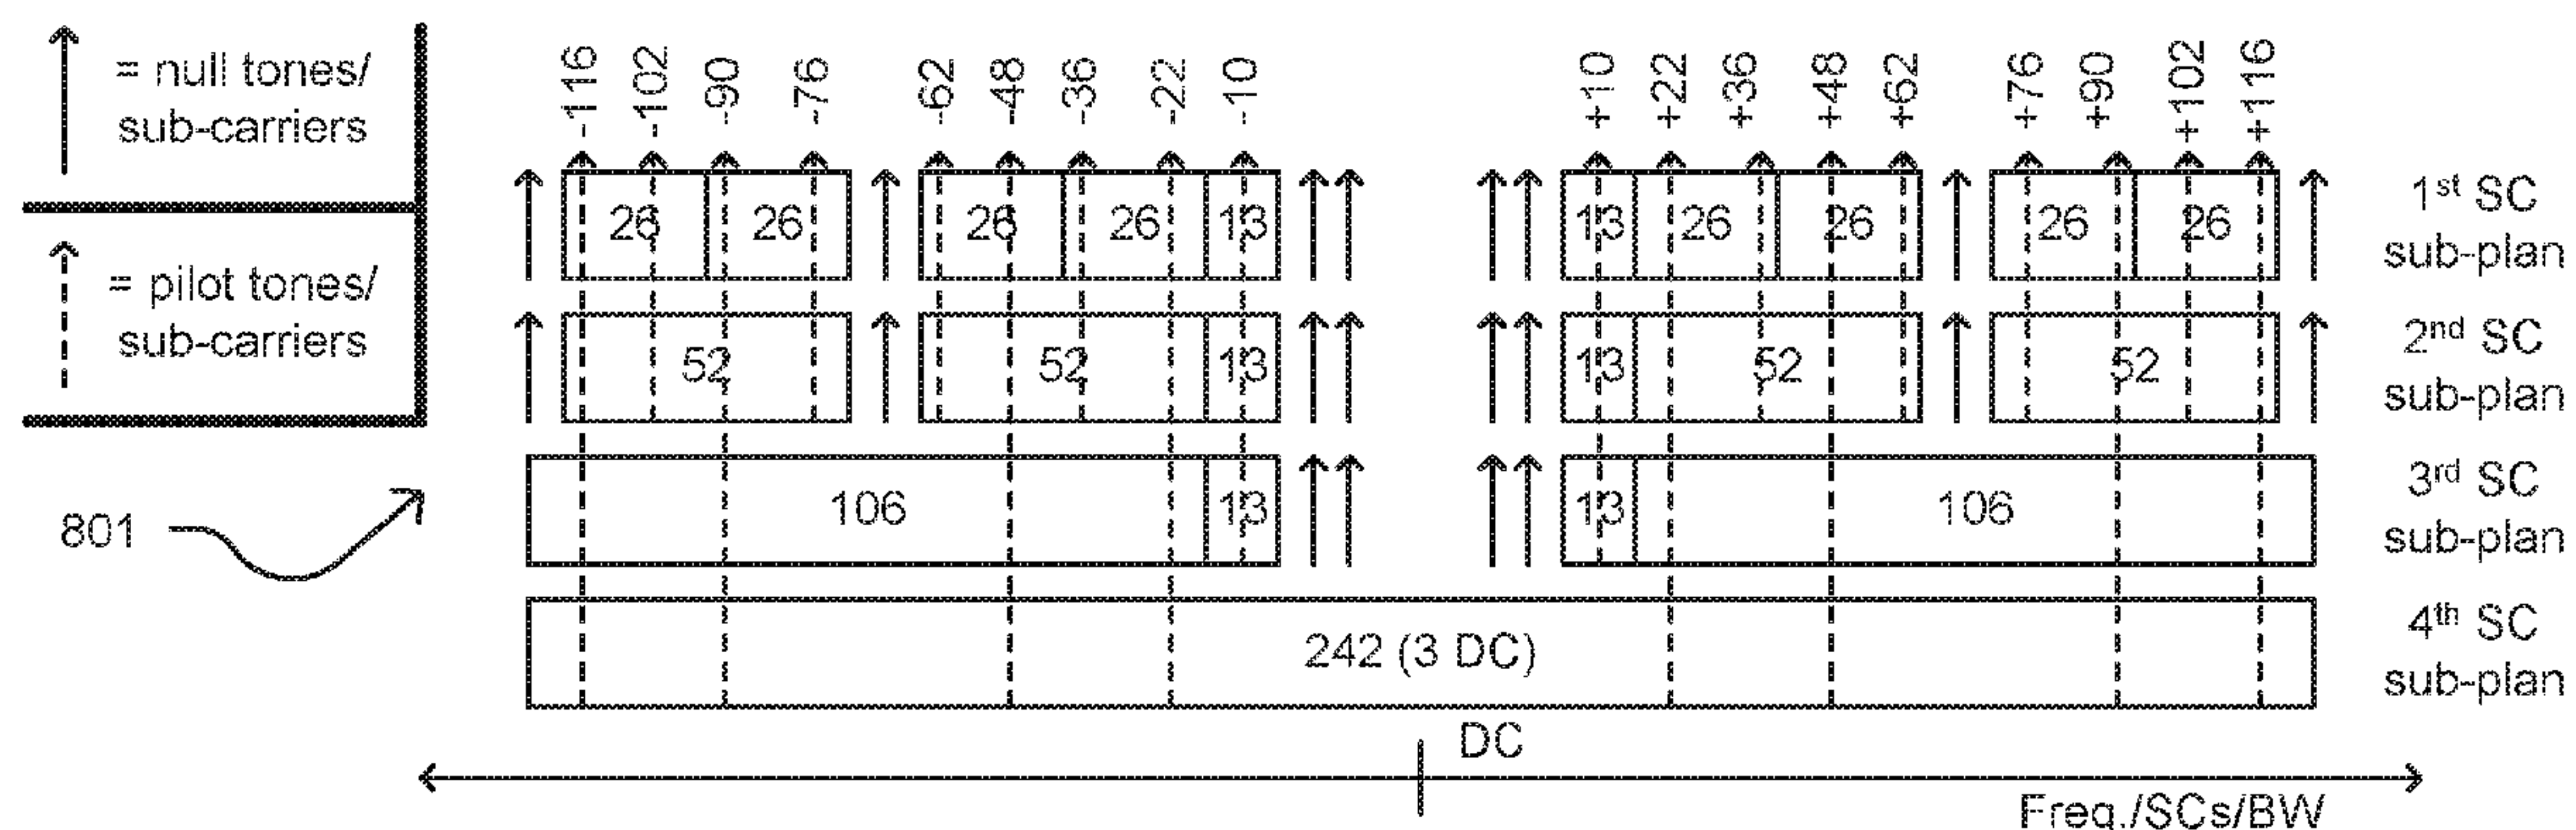 = null tones/
sub-carriers
= pilot tones/
sub-carriers
801
-116 -102 -90 -76 -62 -48 -36 -22 -10 +10 +22 +36 +48 +62 +76 +90 +102 +116
26 26 26 26 13 13 26 26 26 26
1st SC
sub-plan
52 52 13 13 52 52
2nd SC
sub-plan
106 13 13 106
3rd SC
sub-plan
242 (3 DC)
4th SC
sub-plan
DC
Freq./SCs/BW